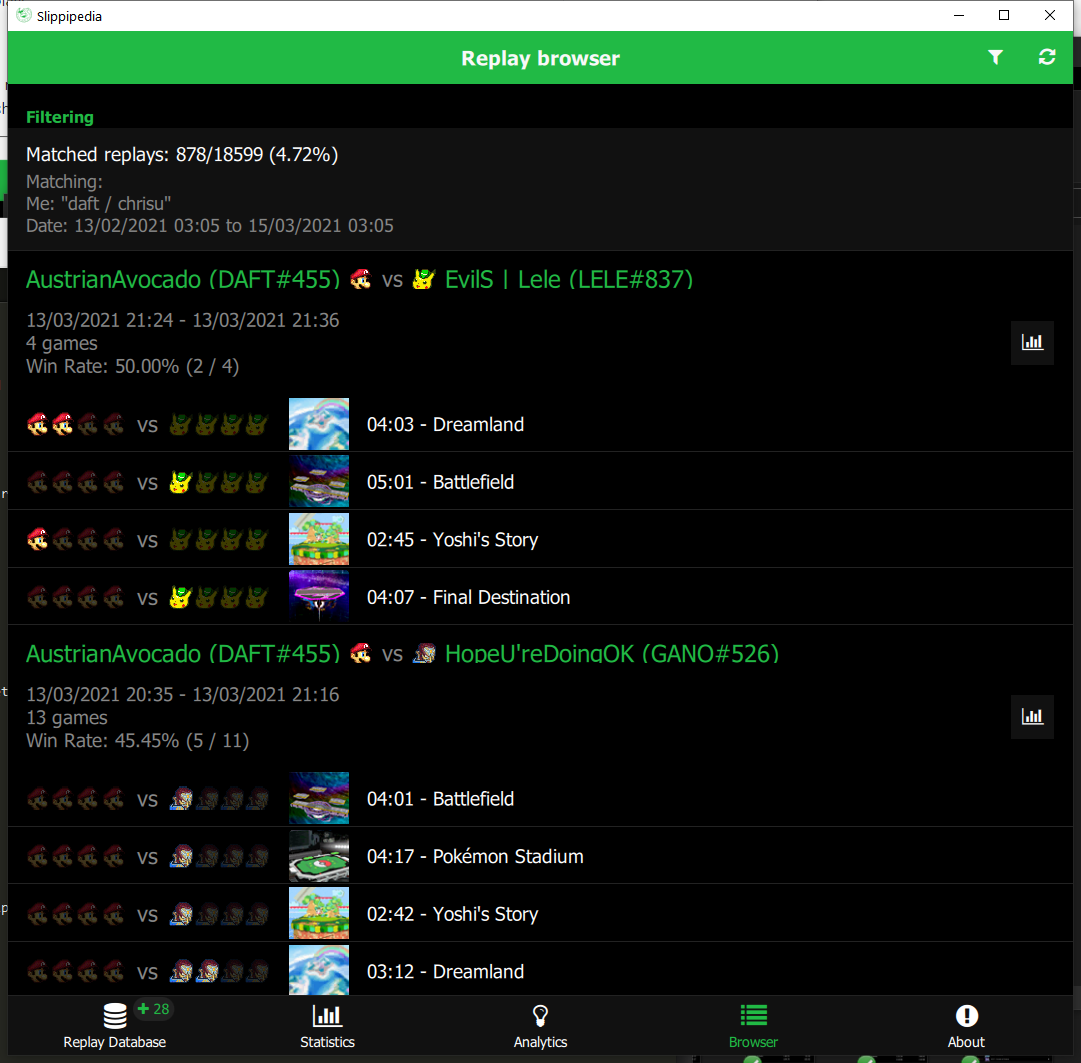 Slippipedia
Replay browser
Filtering
Matched replays: 878/18599 (4.72%)
Matching:
Me: "daft / chrisu"
Date: 13/02/2021 03:05 to 15/03/2021 03:05
AustrianAvocado (DAFT#455) vs EvilS | Lele (LELE#837)
13/03/2021 21:24 - 13/03/2021 21:36
4 games
Win Rate: 50.00% (2 / 4)
vs 04:03 - Dreamland
vs 05:01 - Battlefield
vs 02:45 - Yoshi's Story
vs 04:07 - Final Destination
AustrianAvocado (DAFT#455) vs HopeU'reDoingOK (GANO#526)
13/03/2021 20:35 - 13/03/2021 21:16
13 games
Win Rate: 45.45% (5 / 11)
vs 04:01 - Battlefield
vs 04:17 - Pokémon Stadium
vs 02:42 - Yoshi's Story
vs 03:12 - Dreamland
+ 28
Replay Database Statistics Analytics Browser About